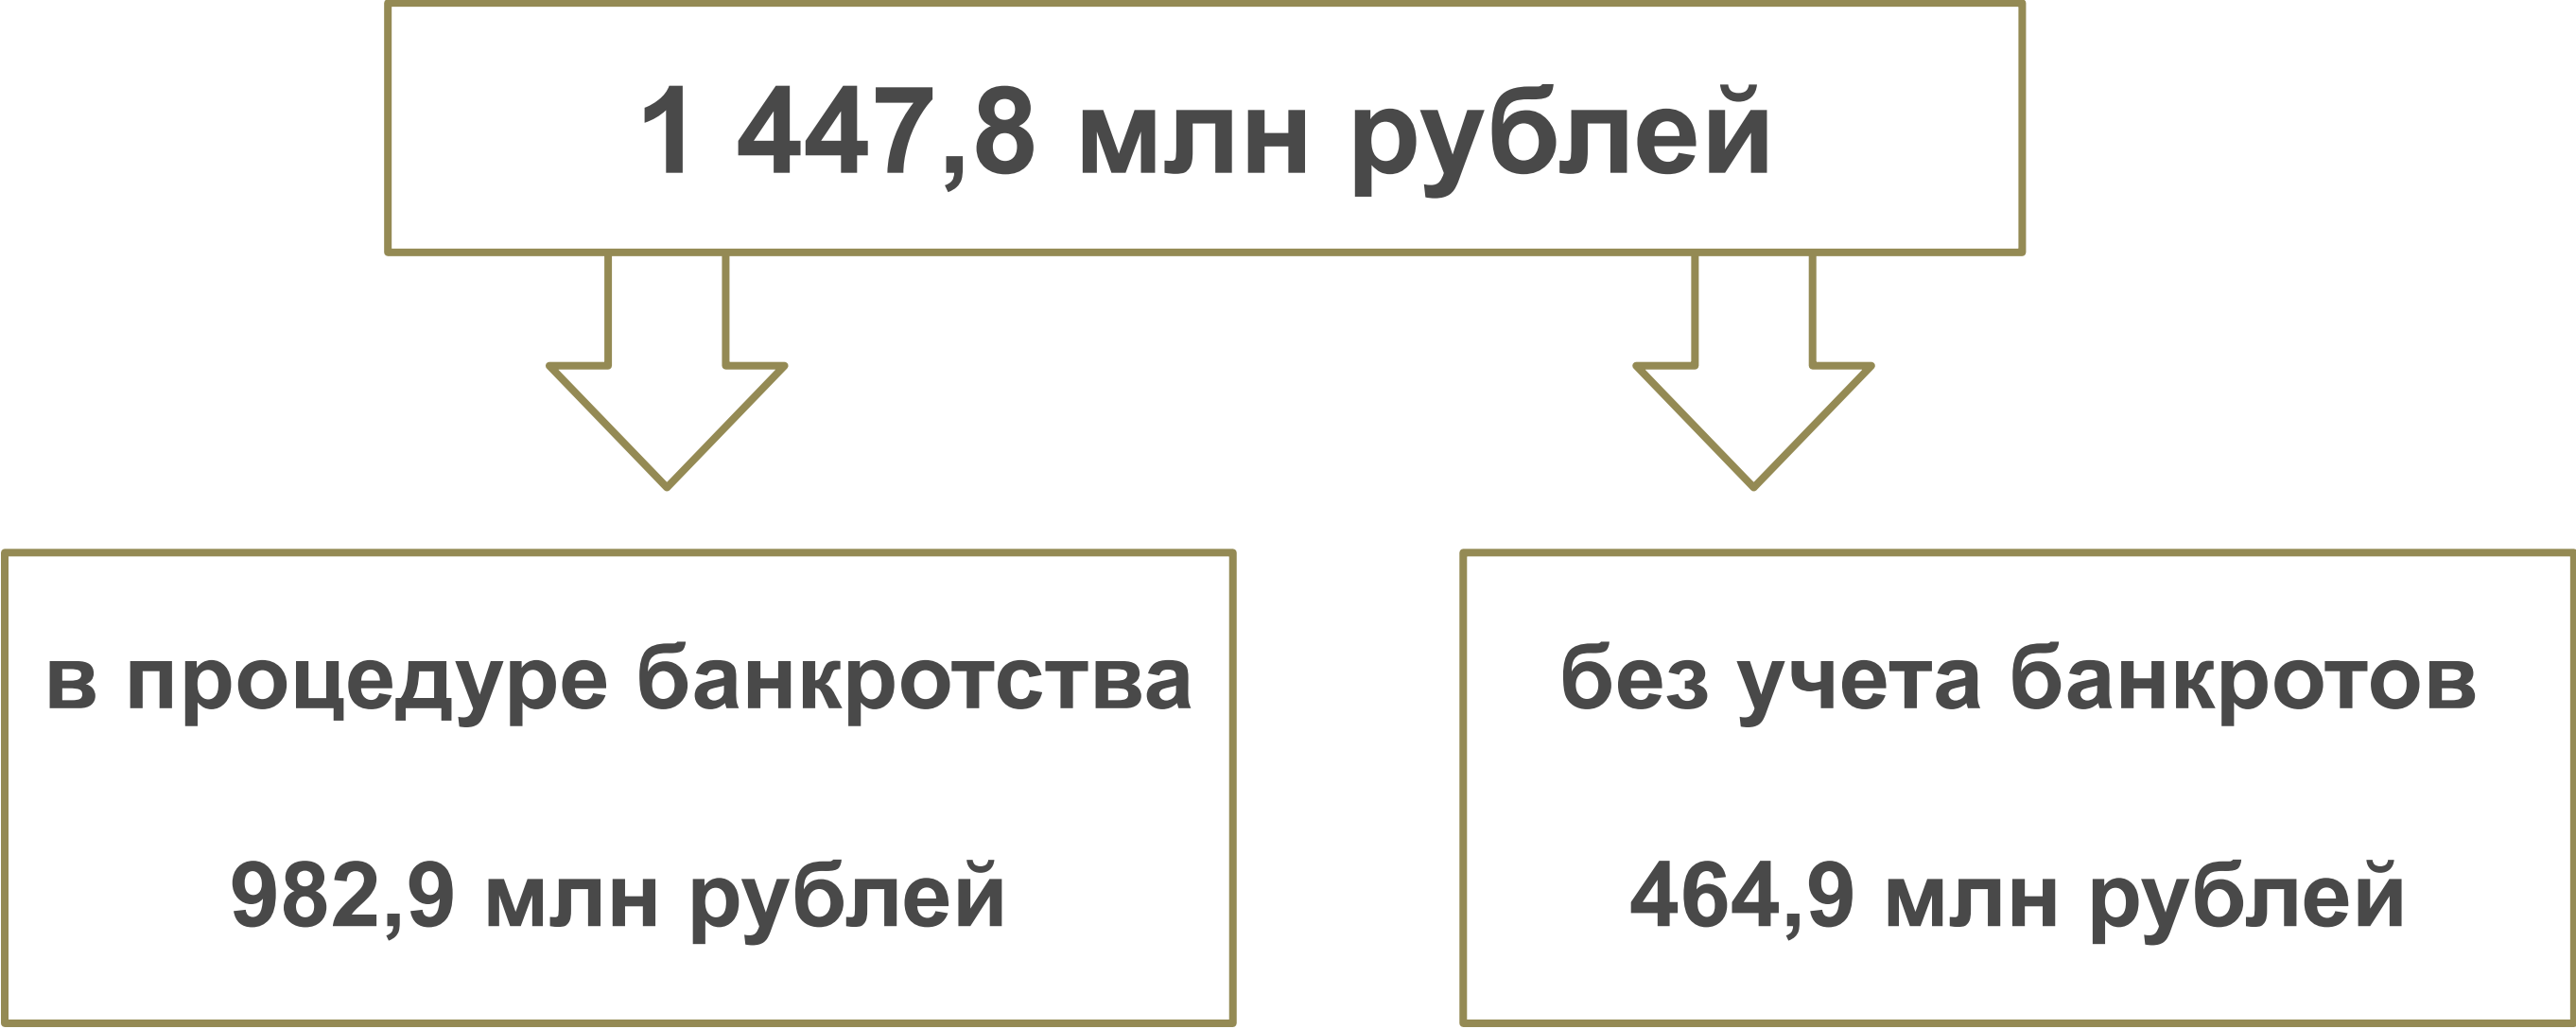 1 447,8 млн рублей
в процедуре банкротства
982,9 млн рублей
без учета банкротов
464,9 млн рублей